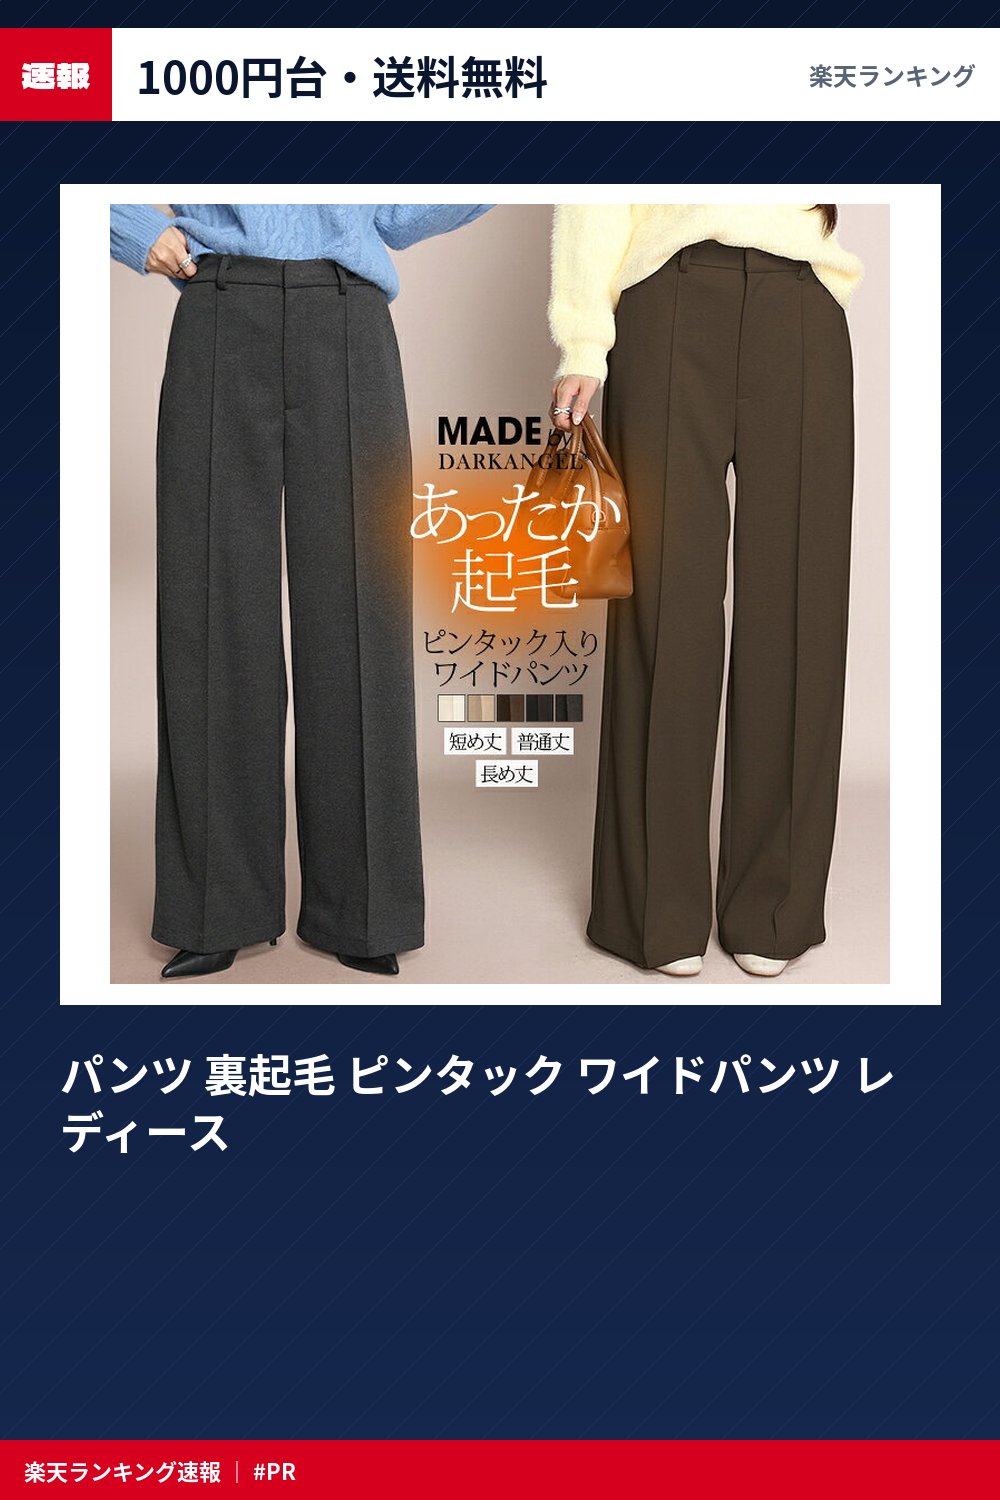 速報
1000円台・送料無料
楽天ランキング
MADE by
DARKANGEL
あったか
起毛
ピンタック入り
ワイドパンツ
短め丈 普通丈
長め丈
パンツ 裏起毛 ピンタック ワイドパンツ レ
ディース
楽天ランキング速報 | #PR